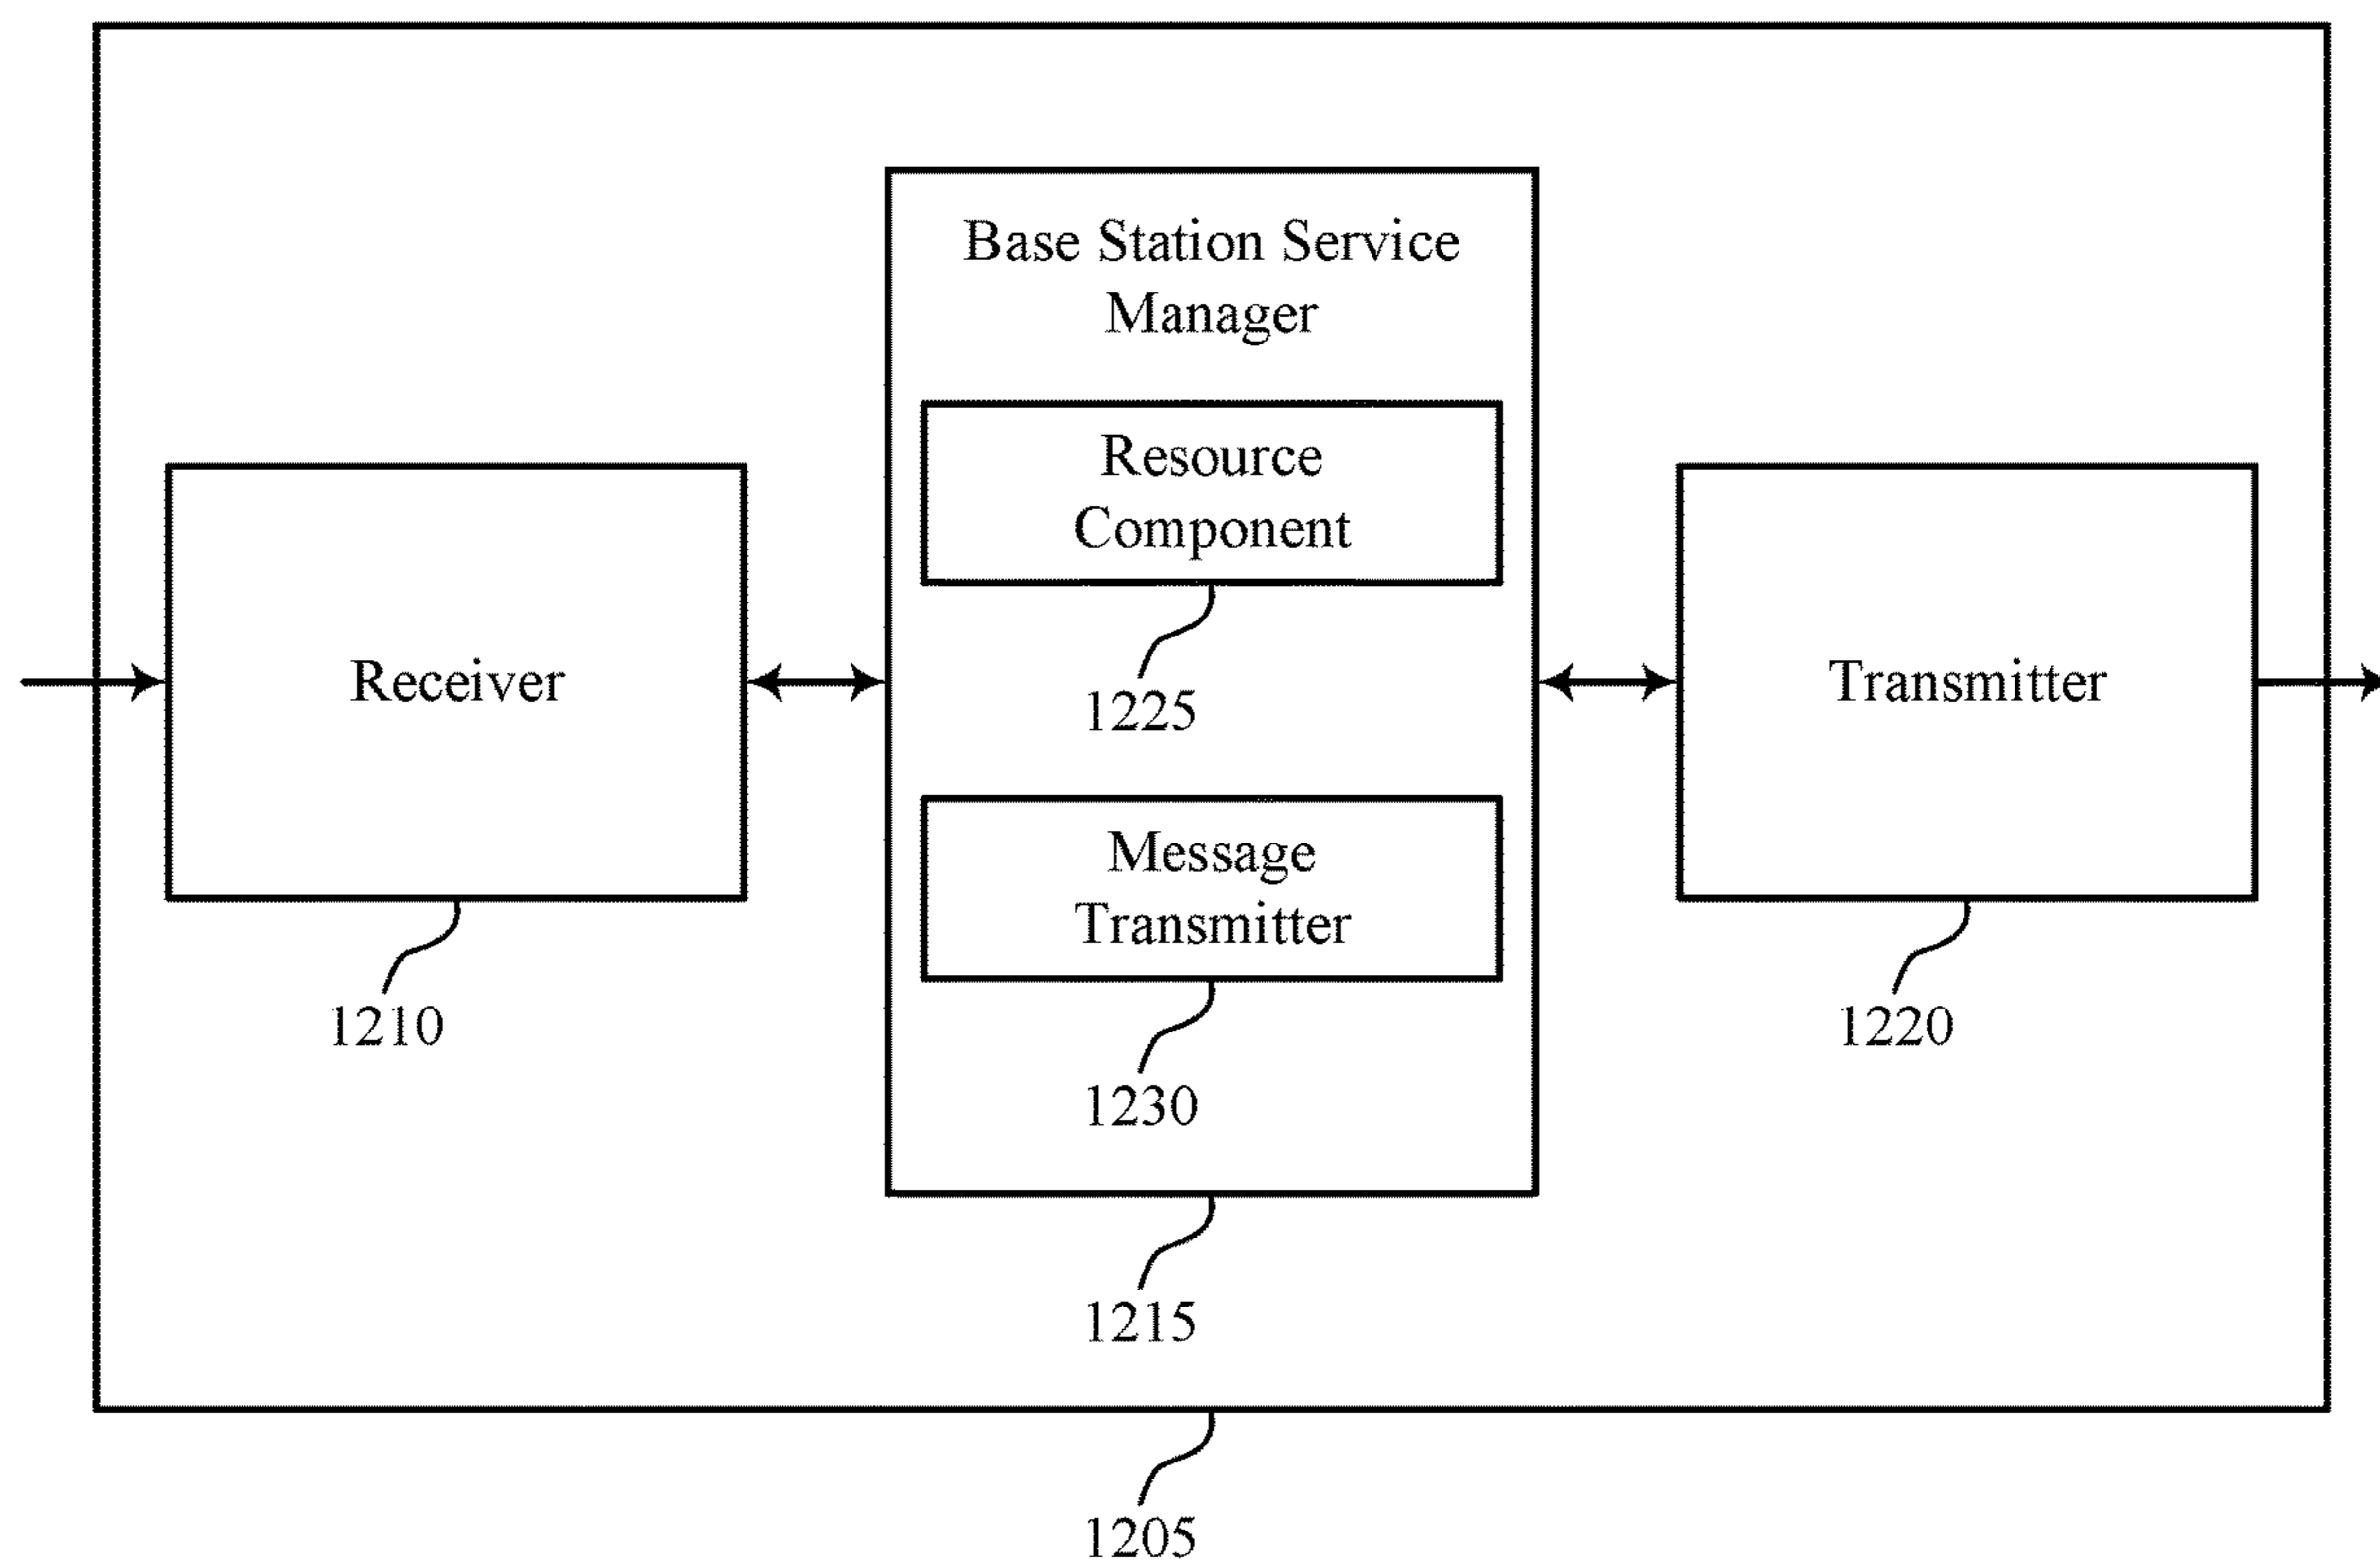 Base Station Service
Manager
Resource
Component
1225
Receiver
1210
Message
Transmitter
1230
Transmitter
1220
1215
1205